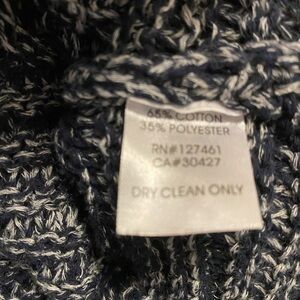 65% COTTON
35% POLYESTER
RN#127461
CA#30427
DRY CLEAN ONLY